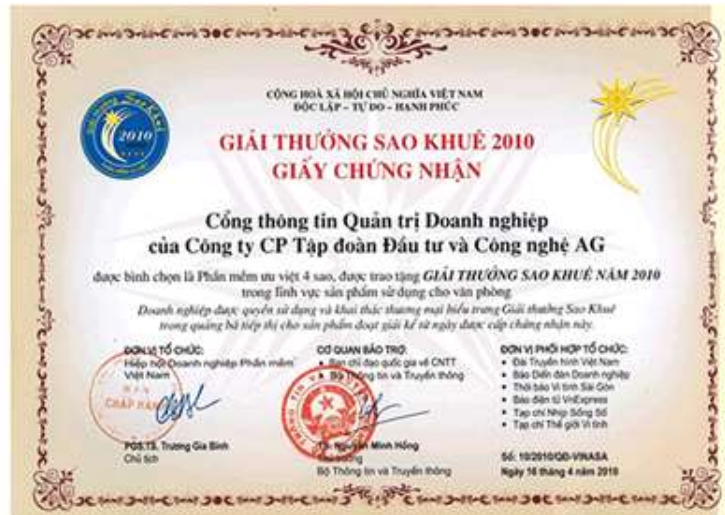 CỘNG HOÀ XÃ HỘI CHỦ NGHĨA VIỆT NAM
ĐỘC LẬP – TỰ DO – HẠNH PHÚC
2010
GIẢI THƯỞNG SAO KHUÊ 2010
GIẤY CHỨNG NHẬN
Cổng thông tin Quản trị Doanh nghiệp
của Công ty CP Tập đoàn Đầu tư và Công nghệ AG
được bình chọn là Phần mềm ưu việt 4 sao, được trao tặng GIẢI THƯỞNG SAO KHUÊ NĂM 2010
trong lĩnh vực sản phẩm sử dụng cho văn phòng
Doanh nghiệp được quyền sử dụng và khai thác thương mại biểu trưng Giải thưởng Sao Khuê
trong quảng bá tiếp thị cho sản phẩm đoạt giải kể từ ngày được cấp chứng nhận này.
ĐƠN VỊ TỔ CHỨC:
Hiệp hội Doanh nghiệp Phần mềm
Việt Nam
CHẤP HÀNH
PGS.TS. Trương Gia Bình
Chủ tịch
CƠ QUAN BẢO TRỢ:
• Ban chỉ đạo quốc gia về CNTT
• Bộ Thông tin và Truyền thông
TS. Nguyễn Minh Hồng
Bộ Thông tin và Truyền thông
ĐƠN VỊ PHỐI HỢP TỔ CHỨC:
• Đài Truyền hình Việt Nam
• Báo Diễn đàn Doanh nghiệp
• Thời báo Vi tính Sài Gòn
• Báo điện tử VnExpress
• Tạp chí Nhịp Sống Số
• Tạp chí Thế giới Vi tính
Số: 10/2010/QĐ-VINASA
Ngày 16 tháng 4 năm 2010